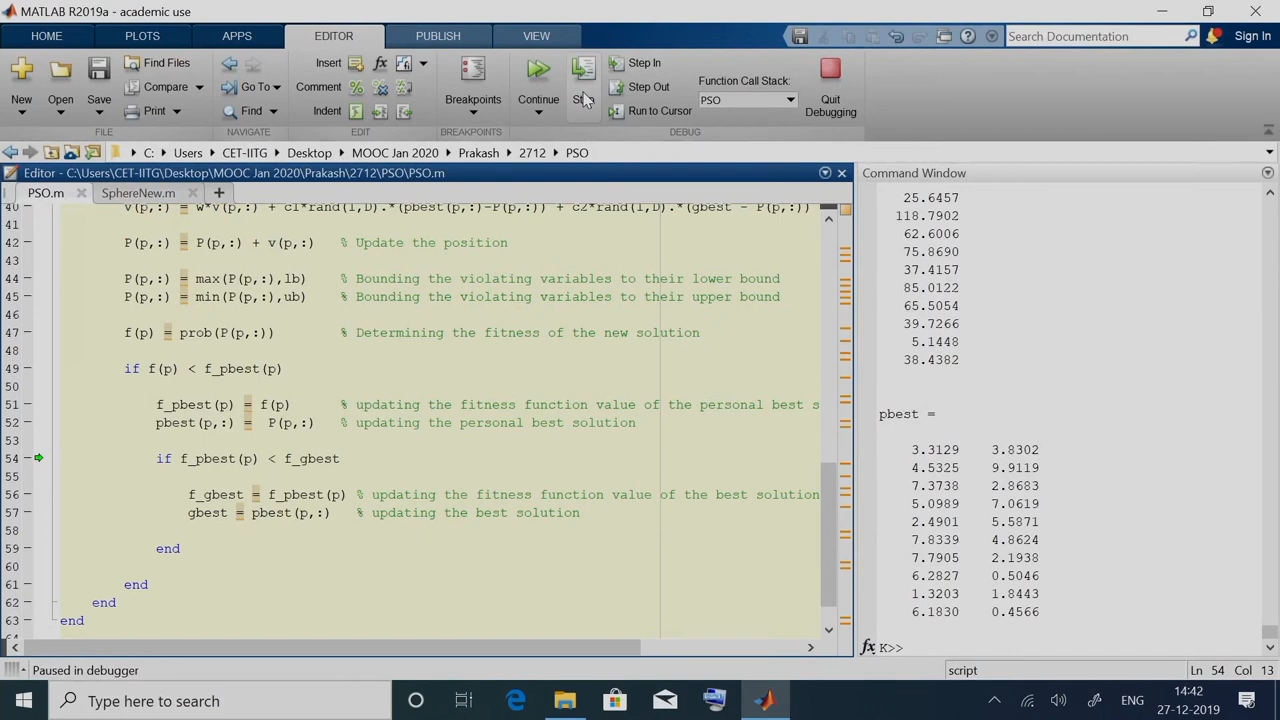 MATLAB R2019a - academic use
HOME PLOTS APPS EDITOR PUBLISH VIEW Search Documentation Sign In
New Open Save Find Files Compare Print
Go To Find
Insert fx Comment Indent
Breakpoints
Continue Step
Step In
Step Out
Run to Cursor
Function Call Stack:
PSO
Quit Debugging
FILE NAVIGATE EDIT BREAKPOINTS DEBUG
C: Users CET-IITG Desktop MOOC Jan 2020 Prakash 2712 PSO
Editor - C:\Users\CET-IITG\Desktop\MOOC Jan 2020\Prakash\2712\PSO\PSO.m
PSO.m SphereNew.m +
40 v(p,:) = w*v(p,:) + c1*rand(1,D).*(pbest(p,:)-P(p,:)) + c2*rand(1,D).*(gbest - P(p,:))
41
42 P(p,:) = P(p,:) + v(p,:) % Update the position
43
44 P(p,:) = max(P(p,:),lb) % Bounding the violating variables to their lower bound
45 P(p,:) = min(P(p,:),ub) % Bounding the violating variables to their upper bound
46
47 f(p) = prob(P(p,:)) % Determining the fitness of the new solution
48
49 if f(p) < f_pbest(p)
50
51 f_pbest(p) = f(p) % updating the fitness function value of the personal best s
52 pbest(p,:) = P(p,:) % updating the personal best solution
53
54 if f_pbest(p) < f_gbest
55
56 f_gbest = f_pbest(p) % updating the fitness function value of the best solution
57 gbest = pbest(p,:) % updating the best solution
58
59 end
60
61 end
62 end
63 end
64
Command Window
25.6457
118.7902
62.6006
75.8690
37.4157
85.0122
65.5054
39.7266
5.1448
38.4382
pbest =
3.3129 3.8302
4.5325 9.9119
7.3738 2.8683
5.0989 7.0619
2.4901 5.5871
7.8339 4.8624
7.7905 2.1938
6.2827 0.5046
1.3203 1.8443
6.1830 0.4566
fx K>>
Paused in debugger script Ln 54 Col 13
Type here to search
ENG
14:42
27-12-2019